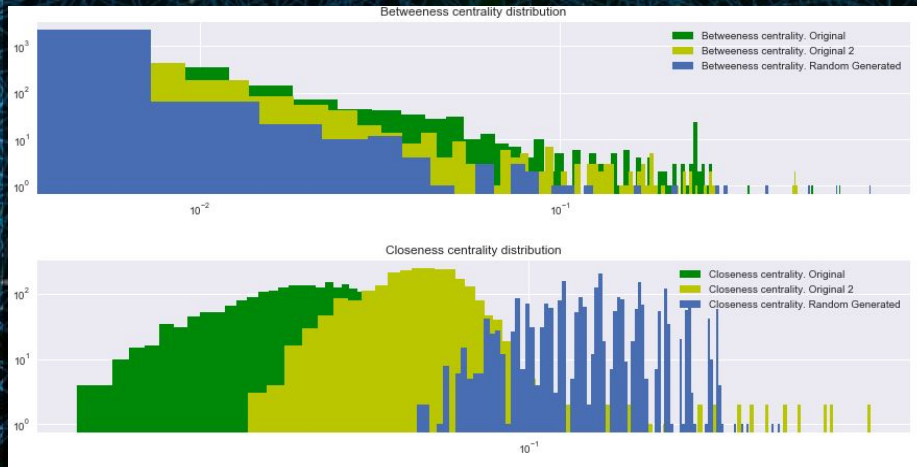 Betweeness centrality distribution
Betweeness centrality. Original
Betweeness centrality. Original 2
Betweeness centrality. Random Generated
10³
10²
10¹
10⁰
10⁻²
10⁻¹
Closeness centrality distribution
Closeness centrality. Original
Closeness centrality. Original 2
Closeness centrality. Random Generated
10²
10¹
10⁰
10⁻¹